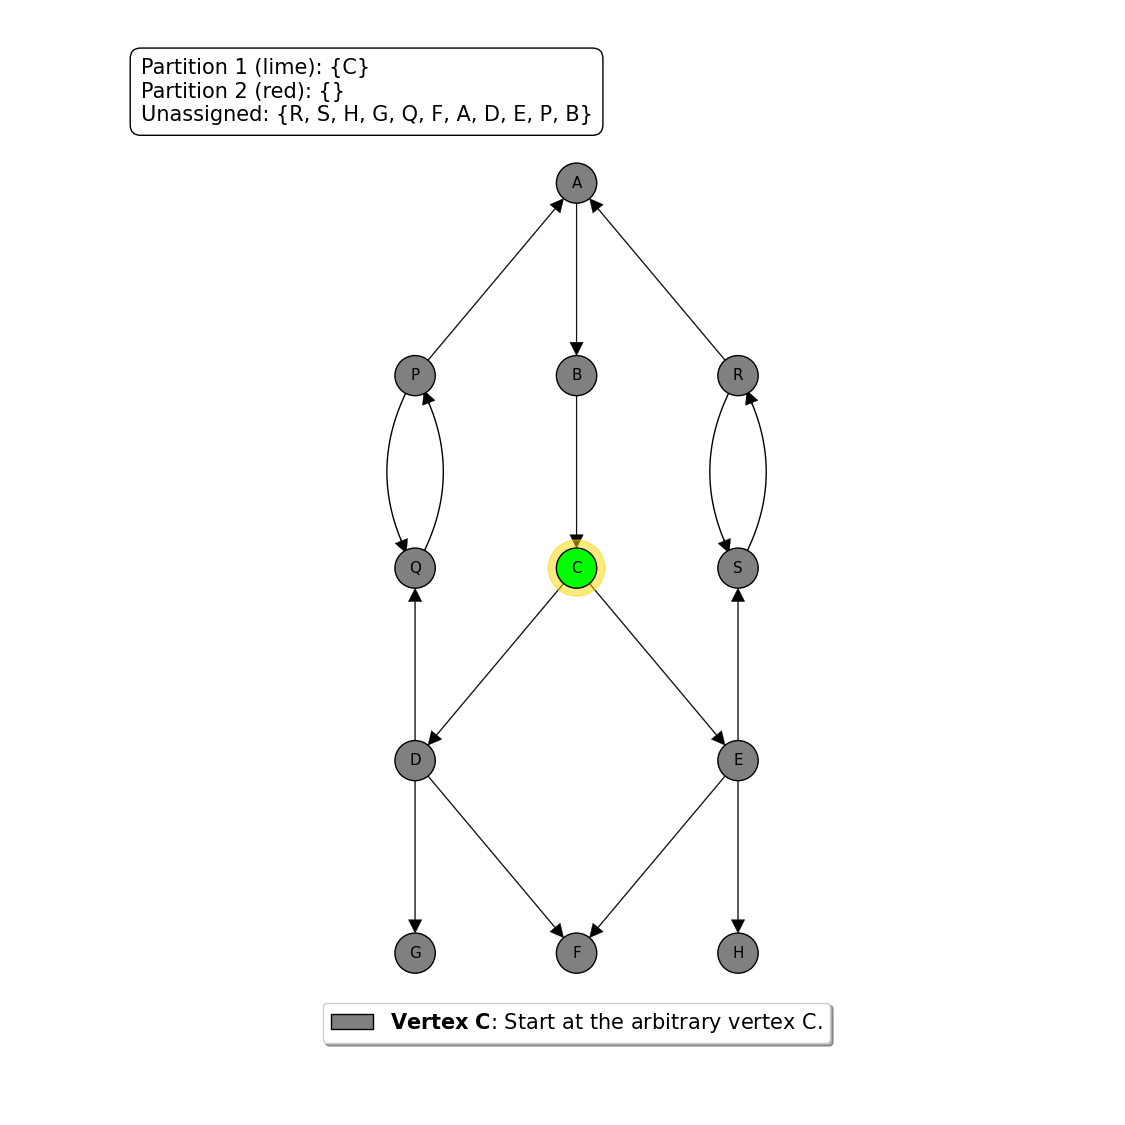 Partition 1 (lime): {C}
Partition 2 (red): {}
Unassigned: {R, S, H, G, Q, F, A, D, E, P, B}
A
P
B
R
Q
C
S
D
E
G
F
H
Vertex C: Start at the arbitrary vertex C.